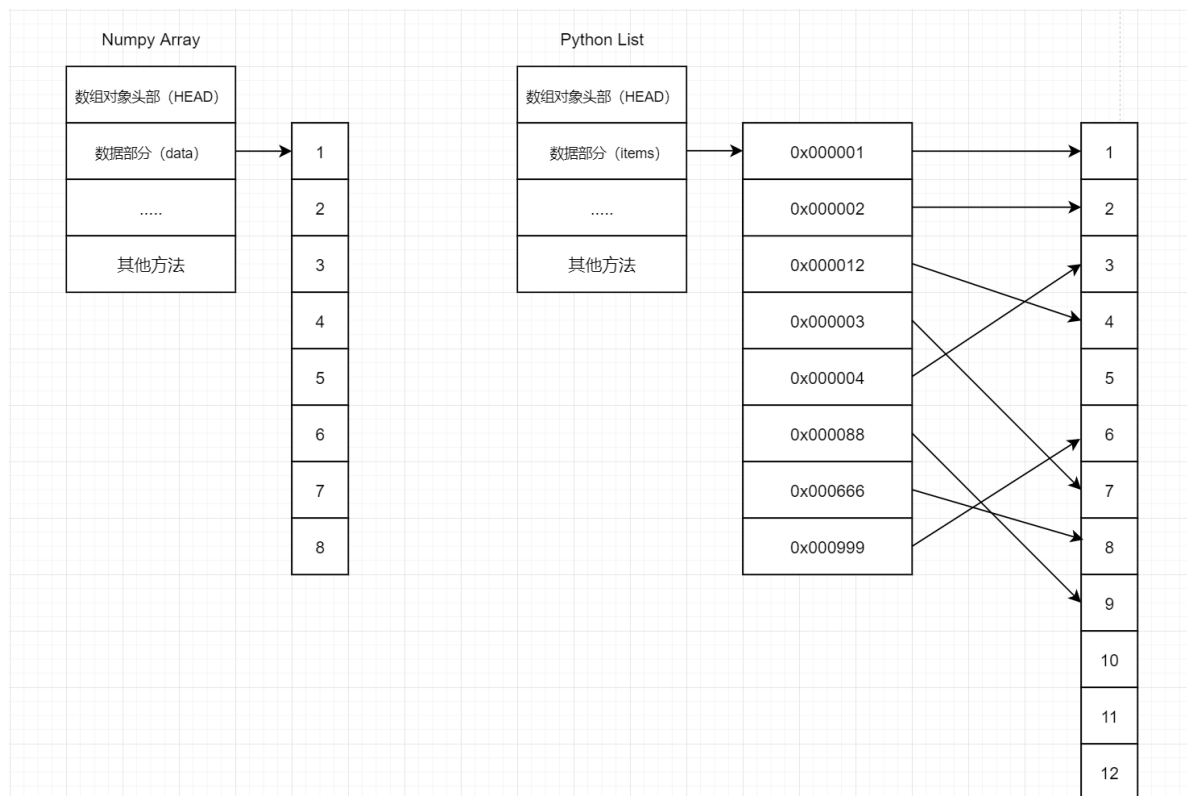 Numpy Array
数组对象头部（HEAD）
数据部分（data）
.....
其他方法
1
2
3
4
5
6
7
8
Python List
数组对象头部（HEAD）
数据部分（items）
.....
其他方法
0x000001
0x000002
0x000012
0x000003
0x000004
0x000088
0x000666
0x000999
1
2
3
4
5
6
7
8
9
10
11
12